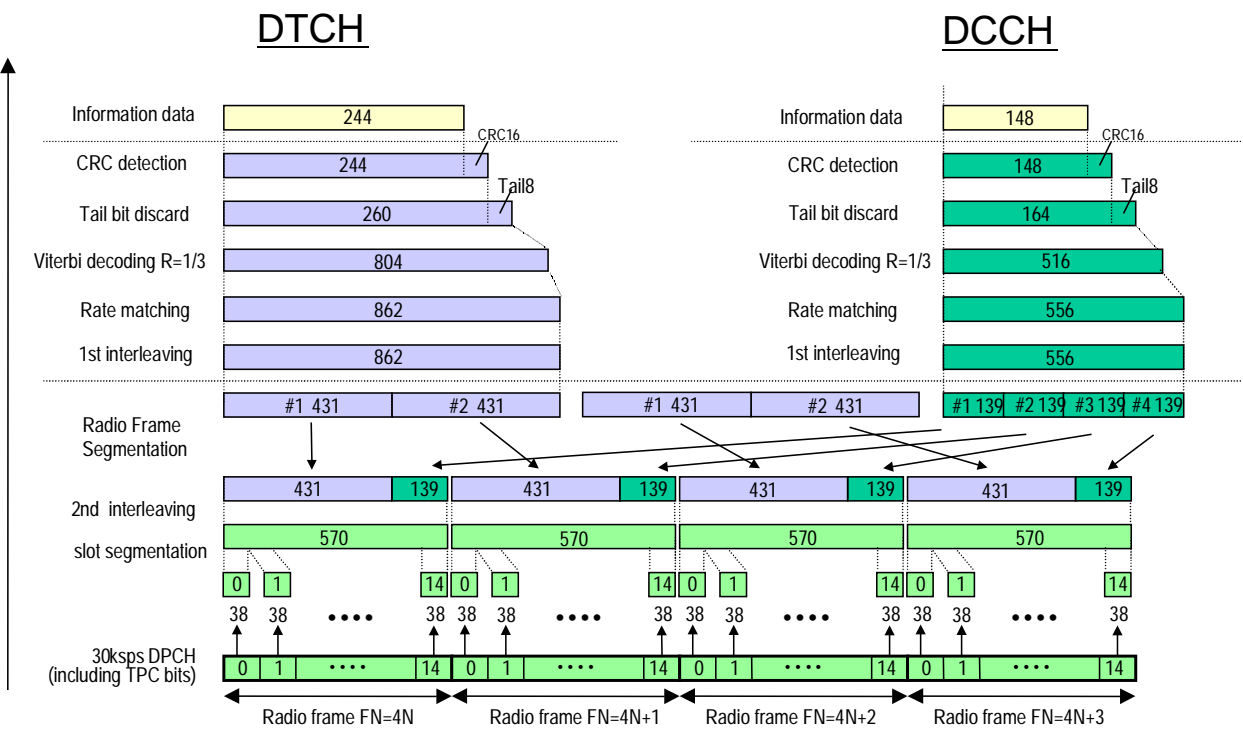 DTCH DCCH
Information data 244 Information data 148
CRC16 CRC16
CRC detection 244 CRC detection 148
Tail8 Tail8
Tail bit discard 260 Tail bit discard 164
Viterbi decoding R=1/3 804 Viterbi decoding R=1/3 516
Rate matching 862 Rate matching 556
1st interleaving 862 1st interleaving 556
#1 431 #2 431 #1 431 #2 431 #1 139 #2 139 #3 139 #4 139
Radio Frame
Segmentation
431 139 431 139 431 139 431 139
2nd interleaving
570 570 570 570
slot segmentation
0 1 14 0 1 14 0 1 14 0 1 14
38 38 •••• 38 38 38 •••• 38 38 38 •••• 38 38 38 •••• 38
30ksps DPCH
(including TPC bits)
0 1 •••• 14 0 1 •••• 14 0 1 •••• 14 0 1 •••• 14
Radio frame FN=4N Radio frame FN=4N+1 Radio frame FN=4N+2 Radio frame FN=4N+3